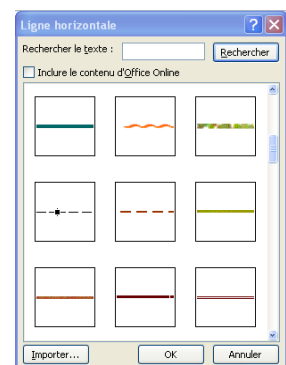 Ligne horizontale
Rechercher le texte :
Rechercher
Inclure le contenu d'Office Online
Importer...
OK
Annuler